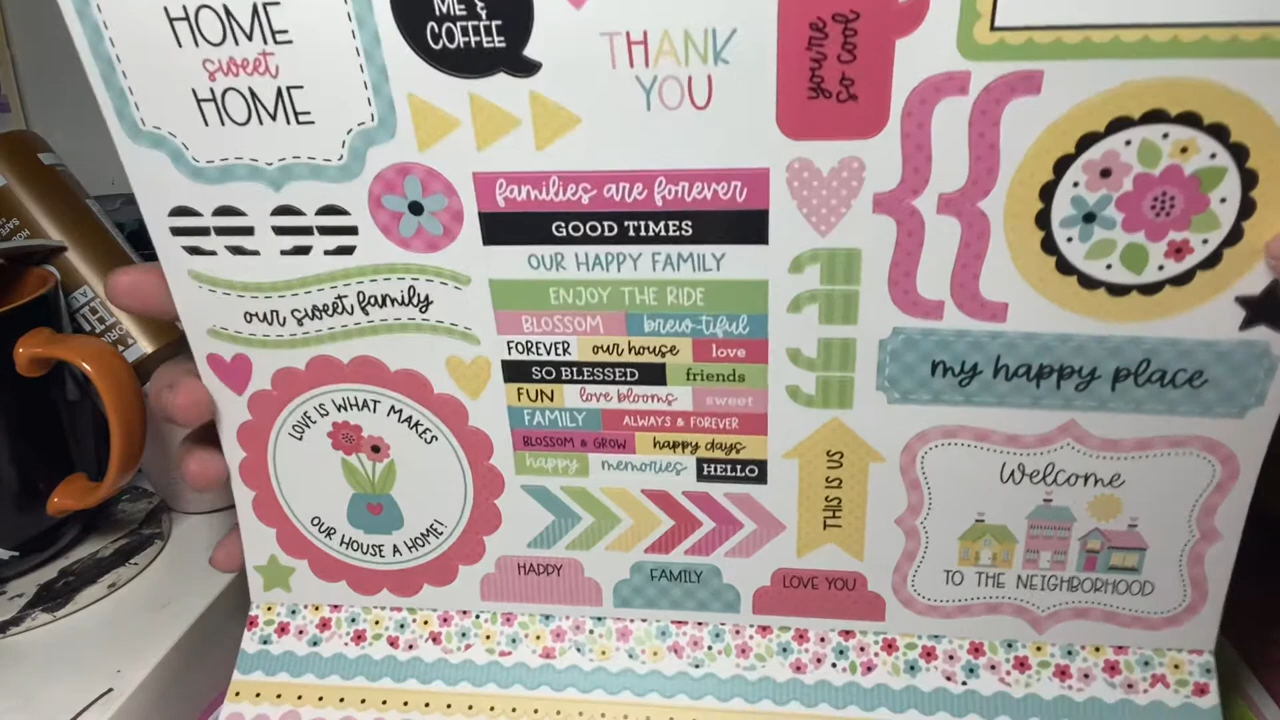 HOME
sweet
HOME
ME &
COFFEE
THANK
YOU
you're
so cool
families are forever
GOOD TIMES
OUR HAPPY FAMILY
ENJOY THE RIDE
BLOSSOM brew-tiful
FOREVER our house love
SO BLESSED friends
FUN love blooms sweet
FAMILY ALWAYS & FOREVER
BLOSSOM & GROW happy days
happy memories HELLO
our sweet family
LOVE IS WHAT MAKES
OUR HOUSE A HOME!
my happy place
THIS IS US
Welcome
TO THE NEIGHBORHOOD
HAPPY
FAMILY
LOVE YOU